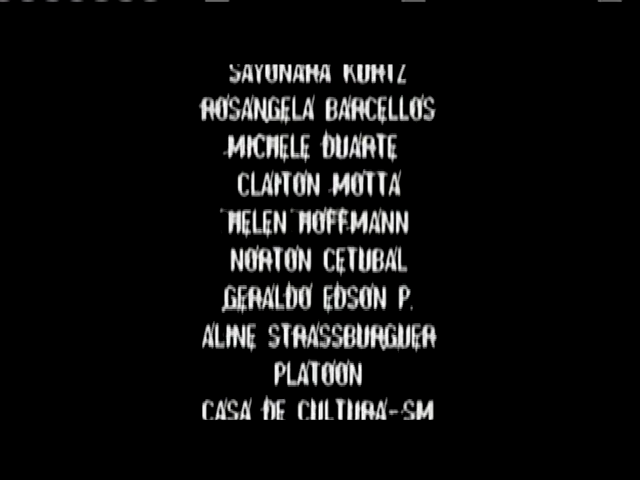 SAYONARA KURTZ
ROSANGELA BARCELLOS
MICHELE DUARTE
CLAITON MOTTA
HELEN HOFFMANN
NORTON CETUBAL
GERALDO EDSON P.
ALINE STRASSBURGUER
PLATOON
CASA DE CULTURA-SM